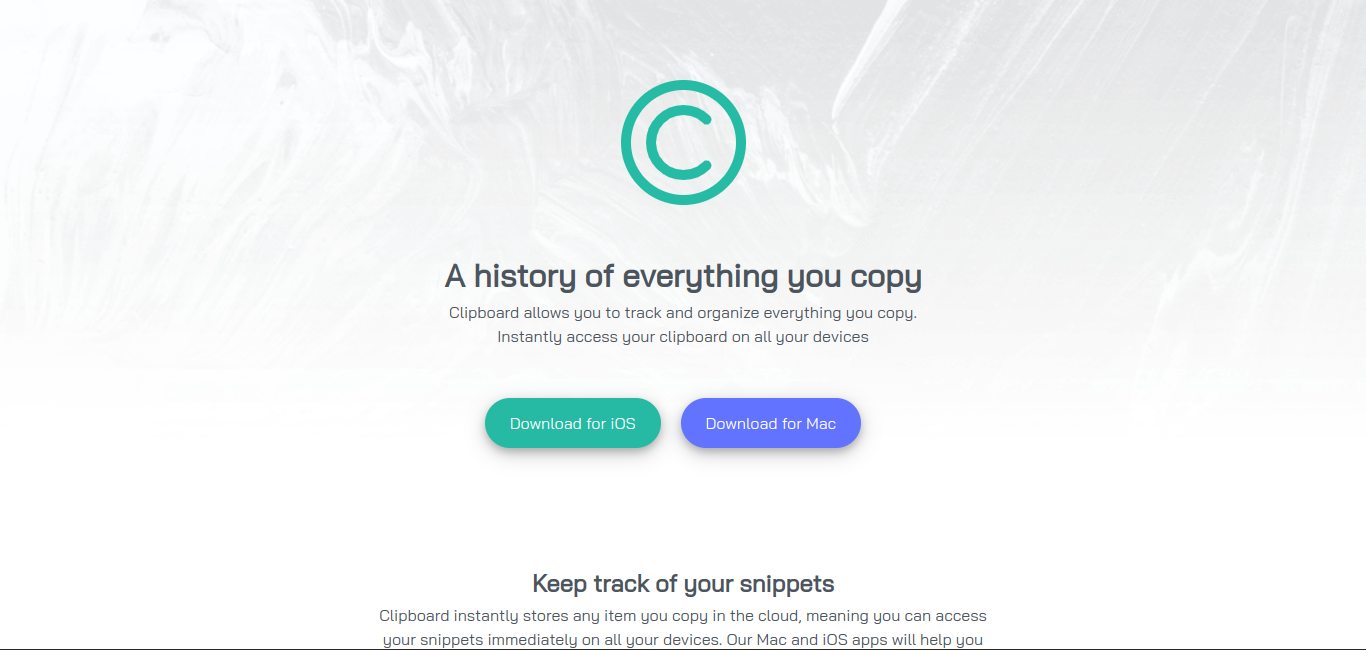 C
A history of everything you copy
Clipboard allows you to track and organize everything you copy.
Instantly access your clipboard on all your devices
Download for iOS
Download for Mac
Keep track of your snippets
Clipboard instantly stores any item you copy in the cloud, meaning you can access
your snippets immediately on all your devices. Our Mac and iOS apps will help you